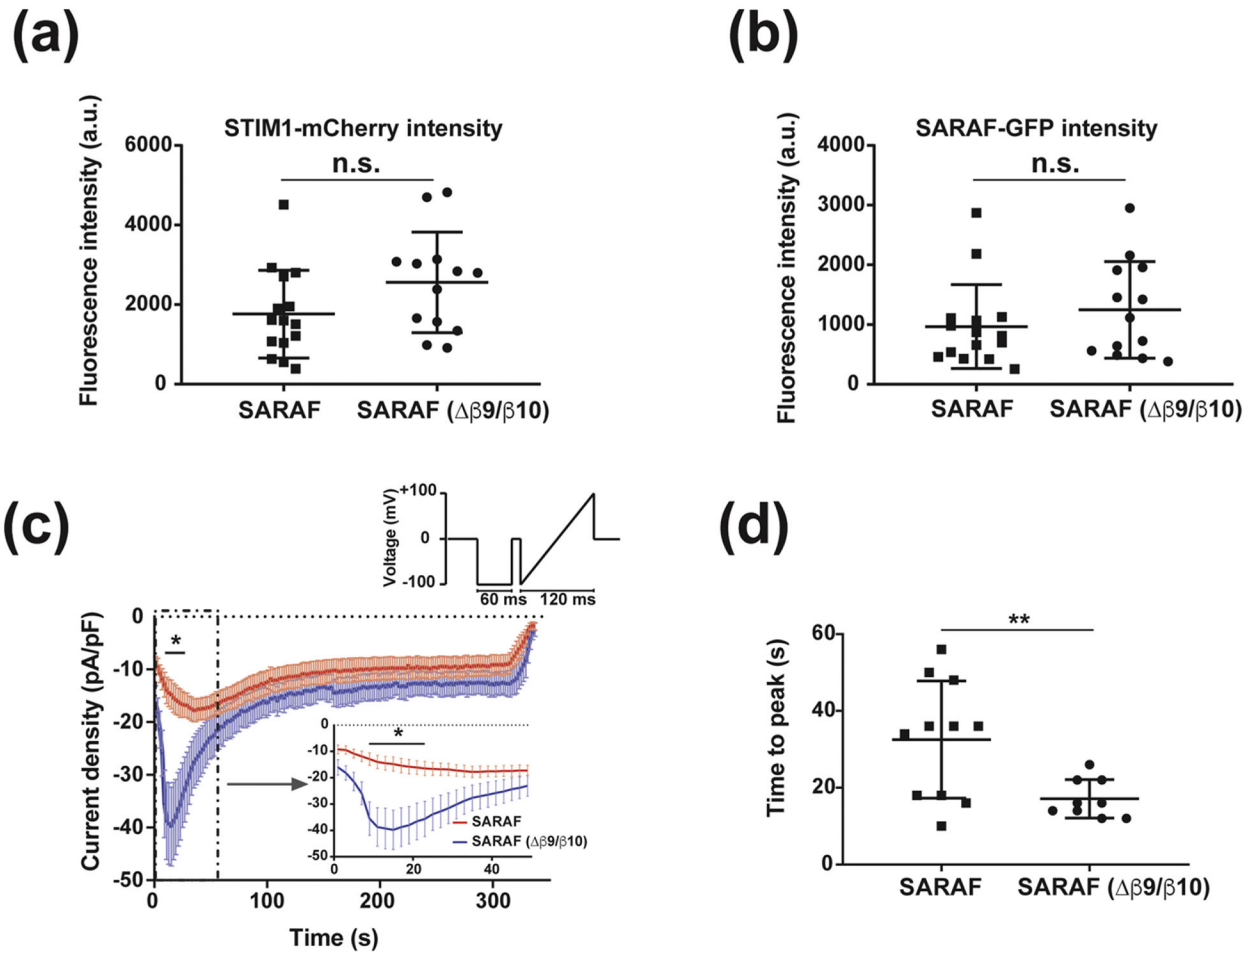 (a)
STIM1-mCherry intensity
n.s.
Fluorescence intensity (a.u.)
6000
4000
2000
0
SARAF
SARAF (Δβ9/β10)
(b)
SARAF-GFP intensity
n.s.
Fluorescence intensity (a.u.)
4000
3000
2000
1000
0
SARAF
SARAF (Δβ9/β10)
(c)
Voltage (mV)
+100
0
-100
60 ms
120 ms
Current density (pA/pF)
0
-10
-20
-30
-40
-50
*
0
-10
-20
-30
-40
-50
*
SARAF
SARAF (Δβ9/β10)
0
20
40
0
100
200
300
Time (s)
(d)
**
Time to peak (s)
60
40
20
0
SARAF
SARAF (Δβ9/β10)